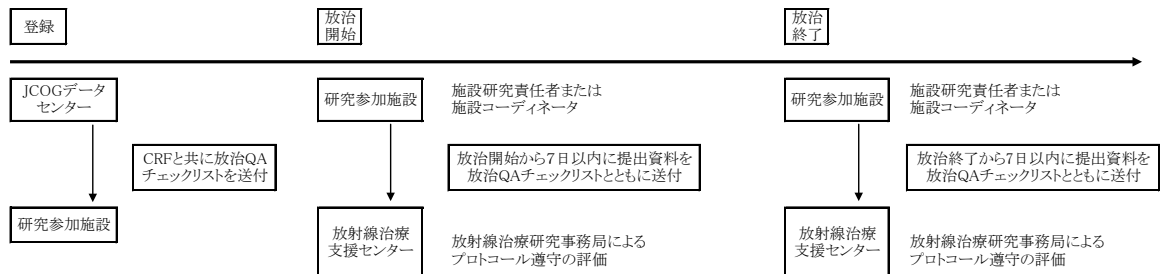 登録
放治
開始
放治
終了
JCOGデータ
センター
CRFと共に放治QA
チェックリストを送付
研究参加施設
研究参加施設
施設研究責任者または
施設コーディネータ
放治開始から7日以内に提出資料を
放治QAチェックリストとともに送付
放射線治療
支援センター
放射線治療研究事務局による
プロトコール遵守の評価
研究参加施設
施設研究責任者または
施設コーディネータ
放治終了から7日以内に提出資料を
放治QAチェックリストとともに送付
放射線治療
支援センター
放射線治療研究事務局による
プロトコール遵守の評価